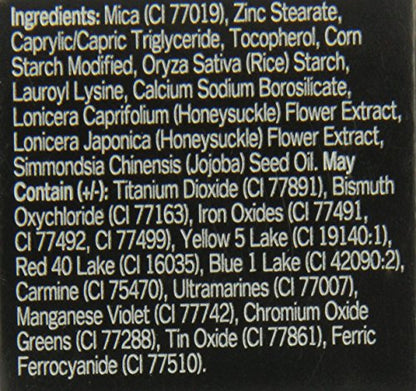 Ingredients: Mica (CI 77019), Zinc Stearate,
Caprylic/Capric Triglyceride, Tocopherol, Corn
Starch Modified, Oryza Sativa (Rice) Starch,
Lauroyl Lysine, Calcium Sodium Borosilicate,
Lonicera Caprifolium (Honeysuckle) Flower Extract,
Lonicera Japonica (Honeysuckle) Flower Extract,
Simmondsia Chinensis (Jojoba) Seed Oil. May
Contain (+/-): Titanium Dioxide (CI 77891), Bismuth
Oxychloride (CI 77163), Iron Oxides (CI 77491,
CI 77492, CI 77499), Yellow 5 Lake (CI 19140:1),
Red 40 Lake (CI 16035), Blue 1 Lake (CI 42090:2),
Carmine (CI 75470), Ultramarines (CI 77007),
Manganese Violet (CI 77742), Chromium Oxide
Greens (CI 77288), Tin Oxide (CI 77861), Ferric
Ferrocyanide (CI 77510).